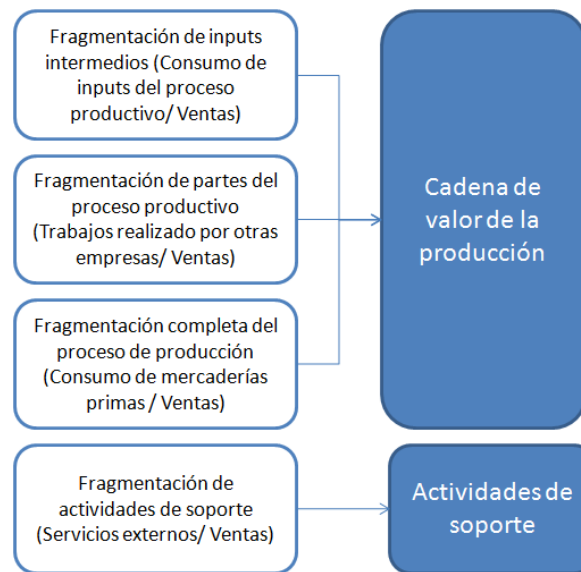 Fragmentación de inputs
intermedios (Consumo de
inputs del proceso
productivo/ Ventas)
Fragmentación de partes del
proceso productivo
(Trabajos realizado por otras
empresas/ Ventas)
Fragmentación completa del
proceso de producción
(Consumo de mercaderías
primas / Ventas)
Cadena de
valor de la
producción
Fragmentación de
actividades de soporte
(Servicios externos/ Ventas)
Actividades de
soporte